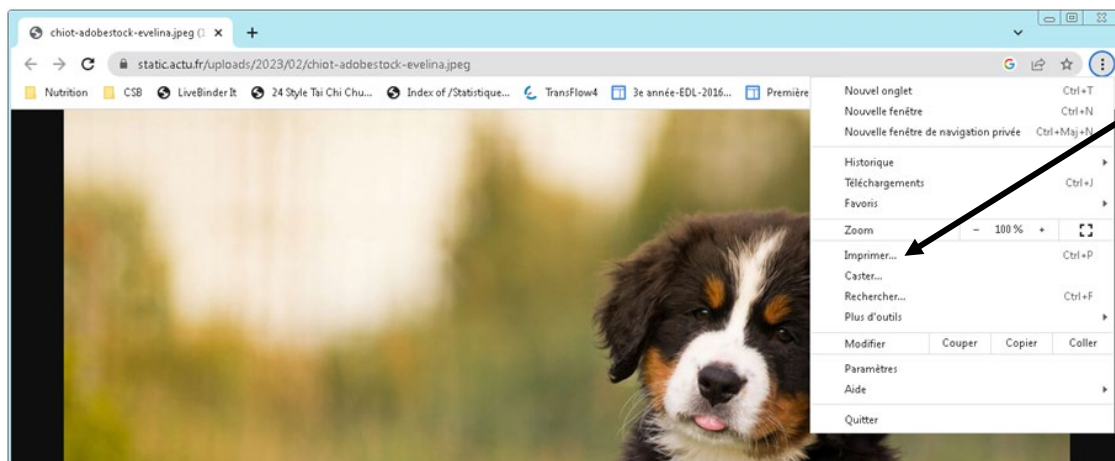 chiot-adobestock-evelina.jpeg (1
static.actu.fr/uploads/2023/02/chiot-adobestock-evelina.jpeg
Nutrition CSB LiveBinder It 24 Style Tai Chi Chu... Index of /Statistique... TransFlow4 3e année-EDL-2016... Première
Nouvel onglet Ctrl+T
Nouvelle fenêtre Ctrl+N
Nouvelle fenêtre de navigation privée Ctrl+Maj+N
Historique
Téléchargements Ctrl+J
Favoris
Zoom - 100 % +
Imprimer... Ctrl+P
Caster...
Rechercher... Ctrl+F
Plus d'outils
Modifier Couper Copier Coller
Paramètres
Aide
Quitter